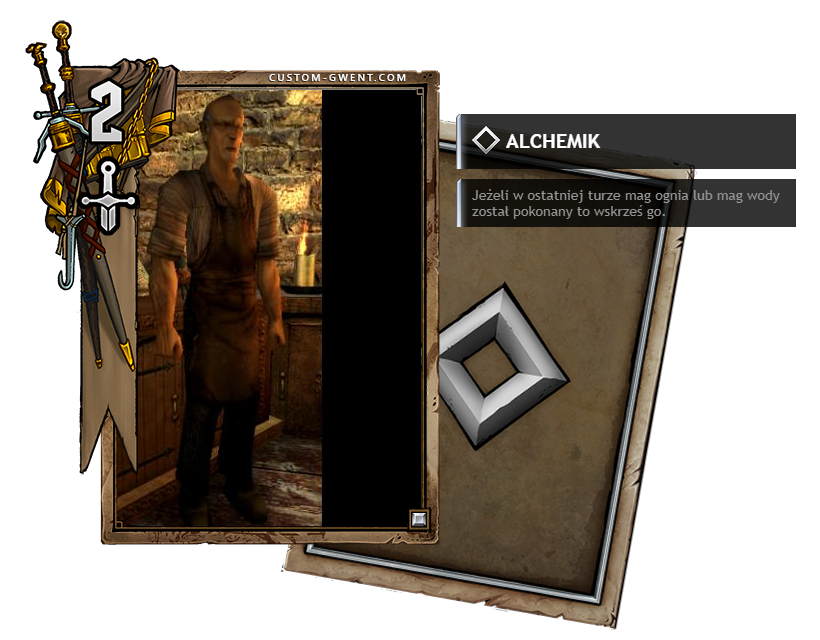 CUSTOM-GWENT.COM
2
ALCHEMIK
Jeżeli w ostatniej turze mag ognia lub mag wody
został pokonany to wskrześ go.